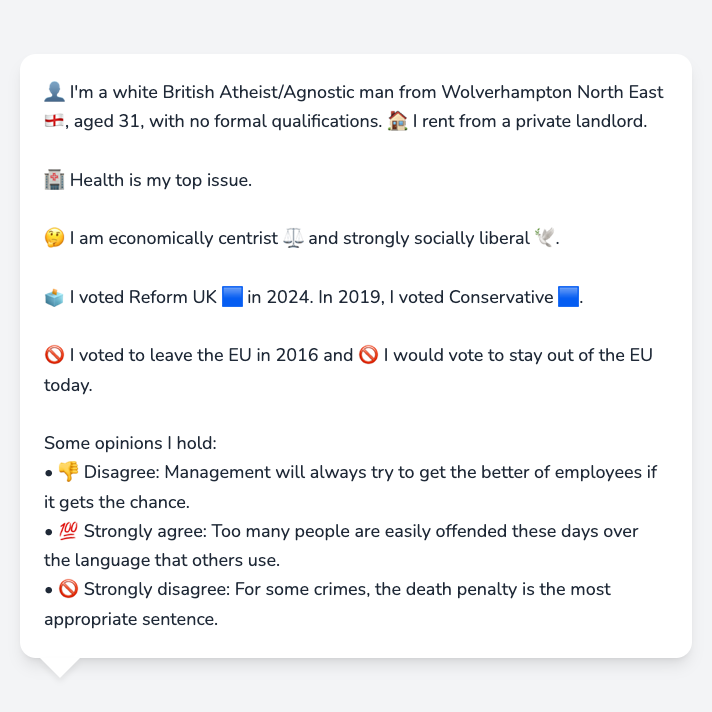 👤 I'm a white British Atheist/Agnostic man from Wolverhampton North East
🏴󠁧󠁢󠁥󠁮󠁧󠁿, aged 31, with no formal qualifications. 🏠 I rent from a private landlord.
🏥 Health is my top issue.
🤔 I am economically centrist ⚖️ and strongly socially liberal 🕊️.
🗳️ I voted Reform UK 🟦 in 2024. In 2019, I voted Conservative 🟦.
🚫 I voted to leave the EU in 2016 and 🚫 I would vote to stay out of the EU
today.
Some opinions I hold:
• 👎 Disagree: Management will always try to get the better of employees if
it gets the chance.
• 💯 Strongly agree: Too many people are easily offended these days over
the language that others use.
• 🚫 Strongly disagree: For some crimes, the death penalty is the most
appropriate sentence.